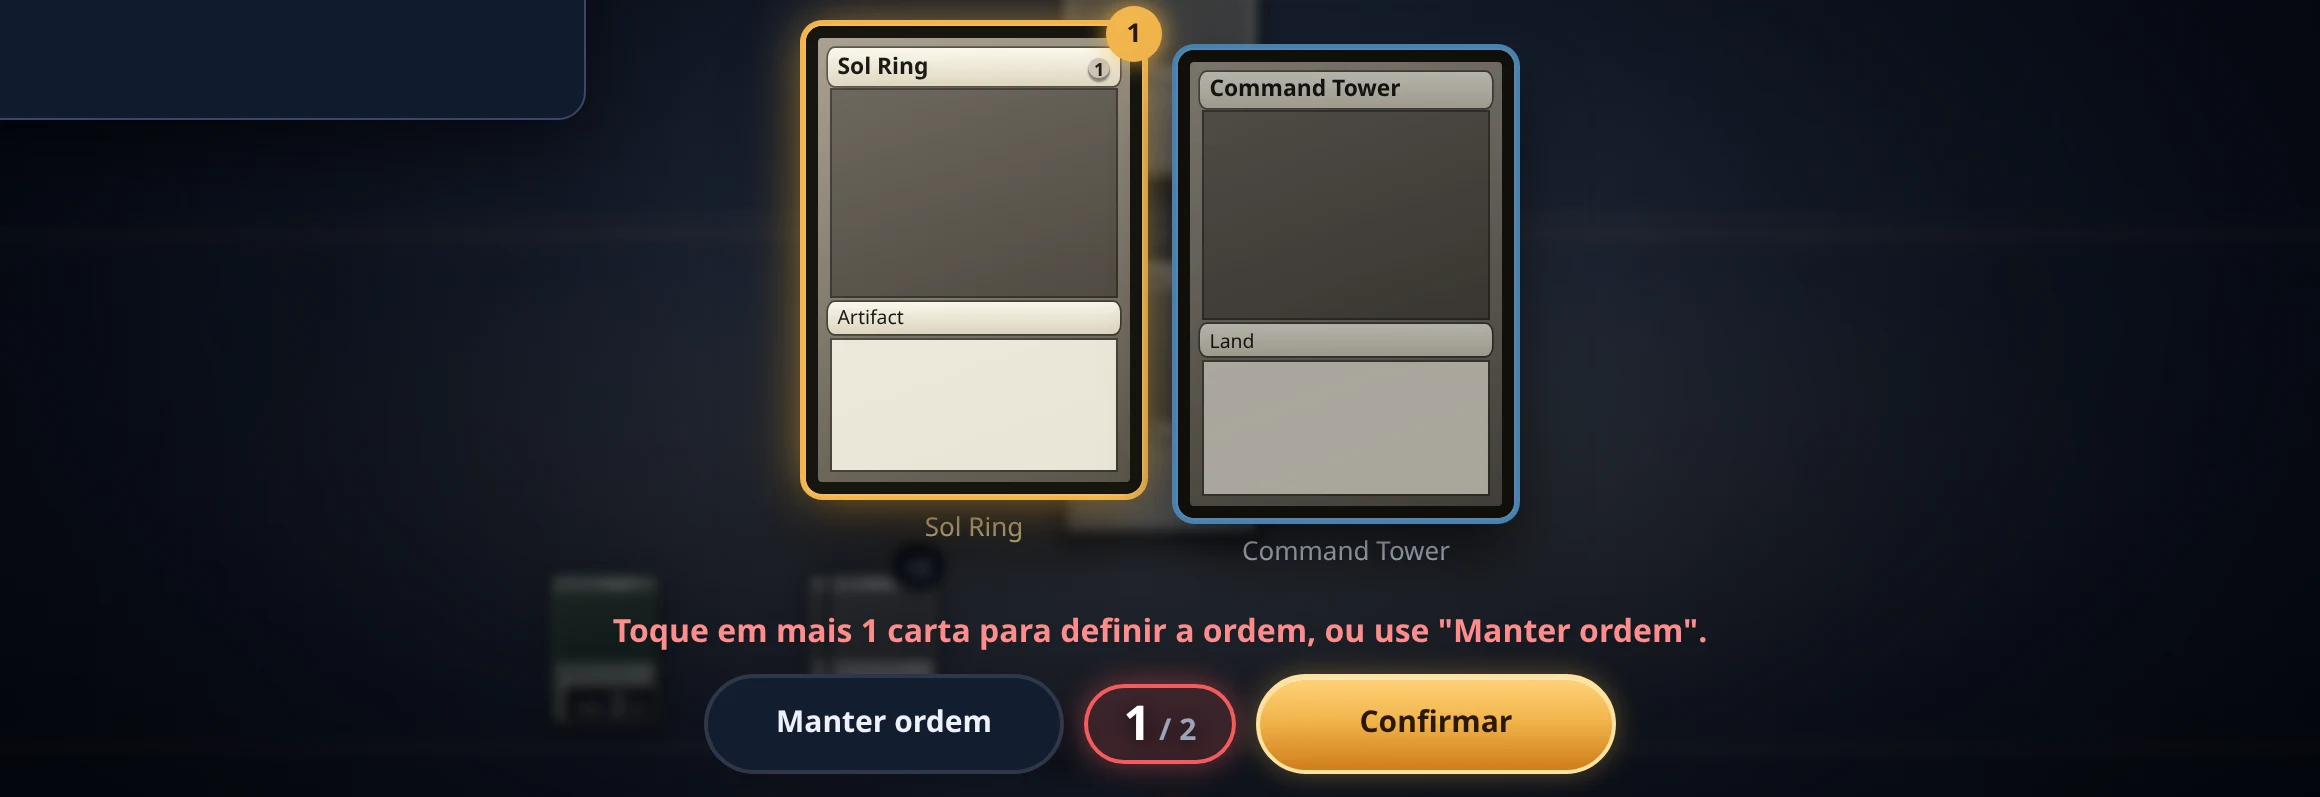 1
Sol Ring 1
Command Tower
Artifact
Land
Sol Ring
Command Tower
Toque em mais 1 carta para definir a ordem, ou use "Manter ordem".
Manter ordem
1 / 2
Confirmar